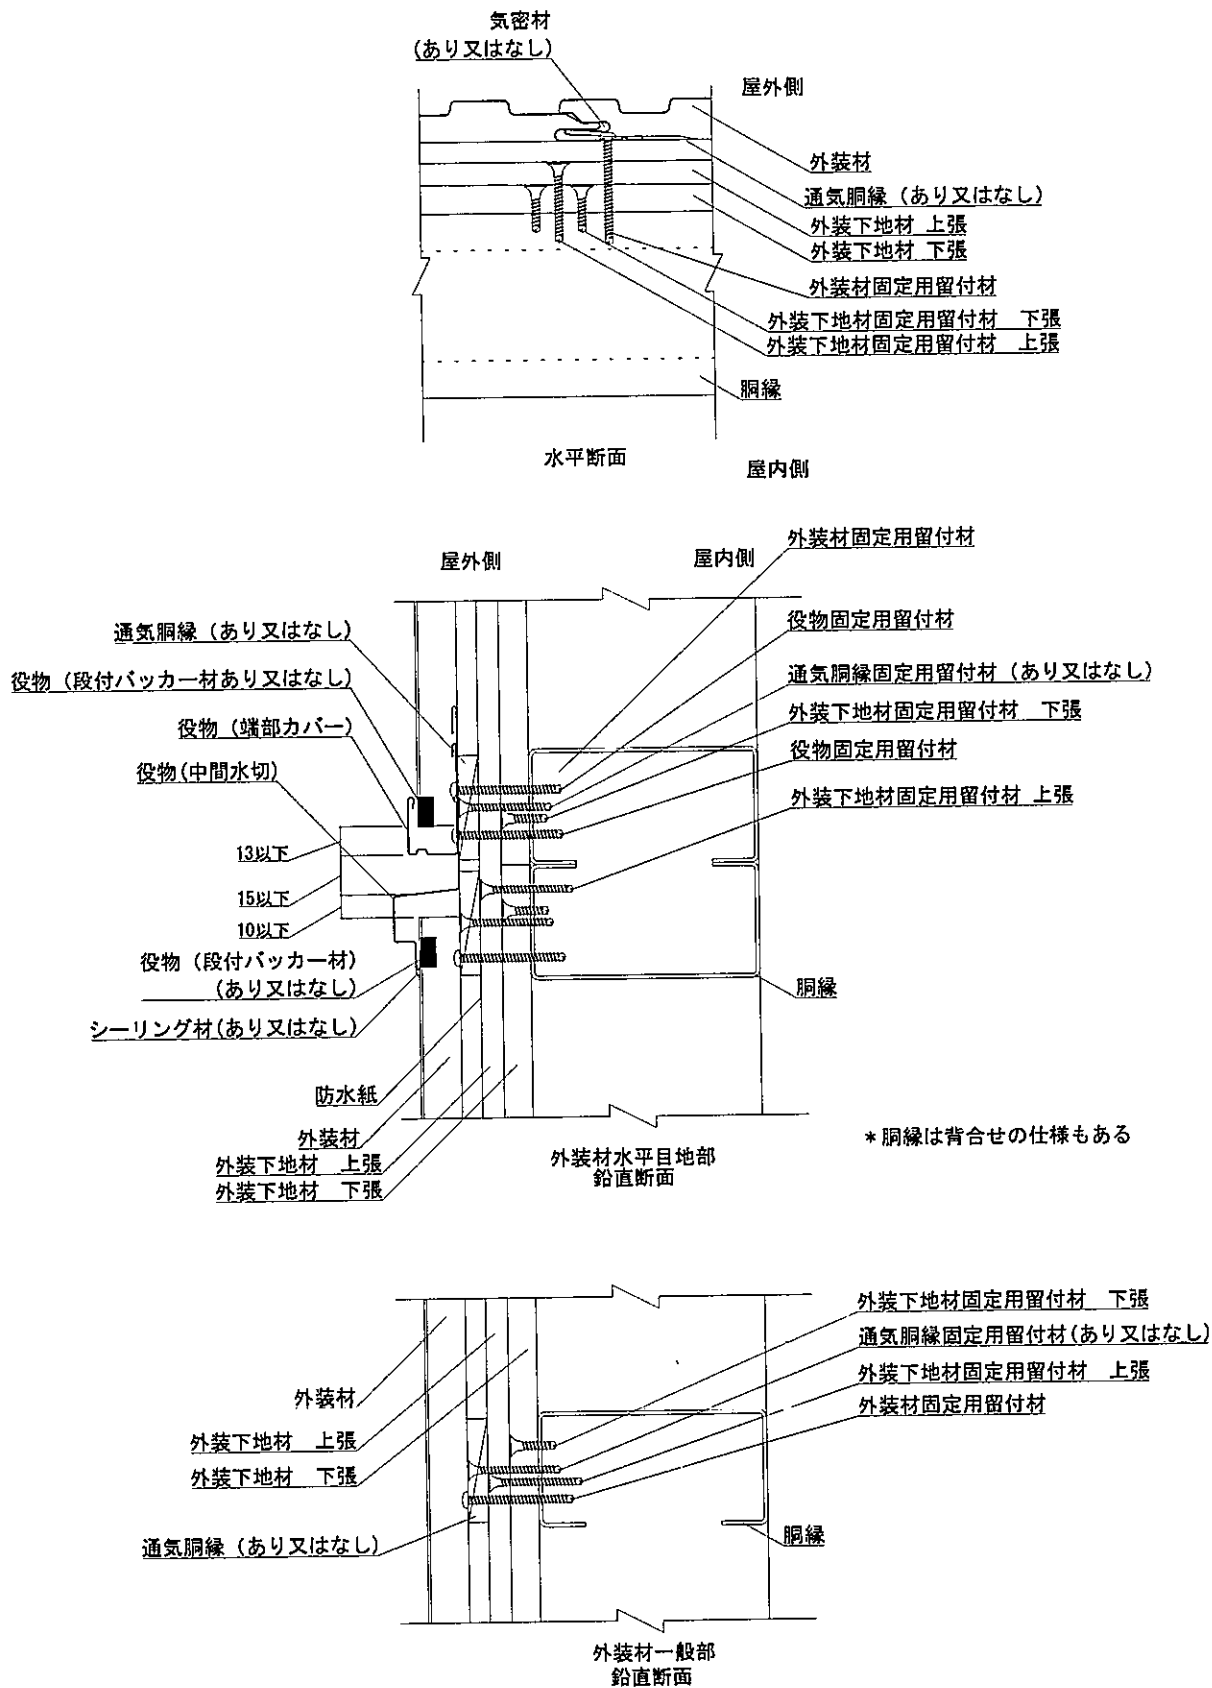 気密材
(あり又はなし)
屋外側
外装材
通気胴縁 (あり又はなし)
外装下地材 上張
外装下地材 下張
外装材固定用留付材
外装下地材固定用留付材 下張
外装下地材固定用留付材 上張
胴縁
水平断面
屋内側
外装材固定用留付材
屋外側
屋内側
役物固定用留付材
通気胴縁 (あり又はなし)
通気胴縁固定用留付材 (あり又はなし)
役物 (段付バッカー材あり又はなし)
外装下地材固定用留付材 下張
役物 (端部カバー)
役物固定用留付材
役物(中間水切)
外装下地材固定用留付材 上張
13以下
15以下
10以下
役物 (段付バッカー材)
(あり又はなし)
胴縁
シーリング材(あり又はなし)
防水紙
外装材
*胴縁は背合せの仕様もある
外装下地材 上張
外装下地材 下張
外装材水平目地部
鉛直断面
外装下地材固定用留付材 下張
通気胴縁固定用留付材(あり又はなし)
外装下地材固定用留付材 上張
外装材
外装材固定用留付材
外装下地材 上張
外装下地材 下張
胴縁
通気胴縁 (あり又はなし)
外装材一般部
鉛直断面